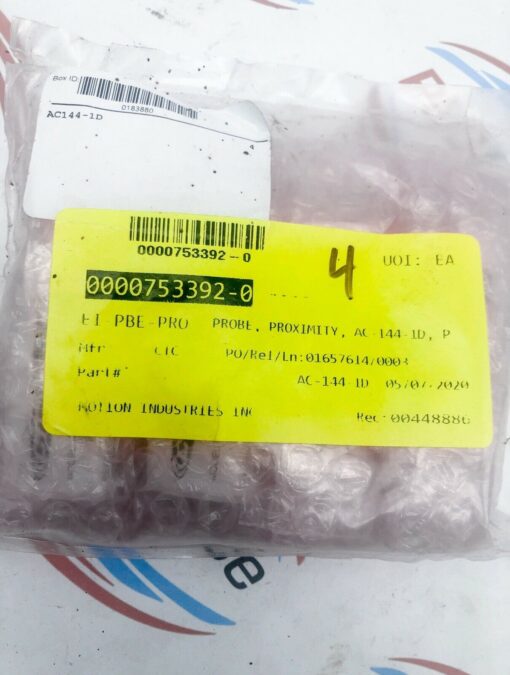 Box ID
0183880
AC144-1D
4
0000753392-0
4
UOI: EA
0000753392-0
EI-PBE-PRO PROBE, PROXIMITY, AC-144-1D, P
Mfr CTC PO/Rel/Ln:01657614/0003
Part# AC-144-1D 05/07/2020
MOTION INDUSTRIES INC Rec:00448886